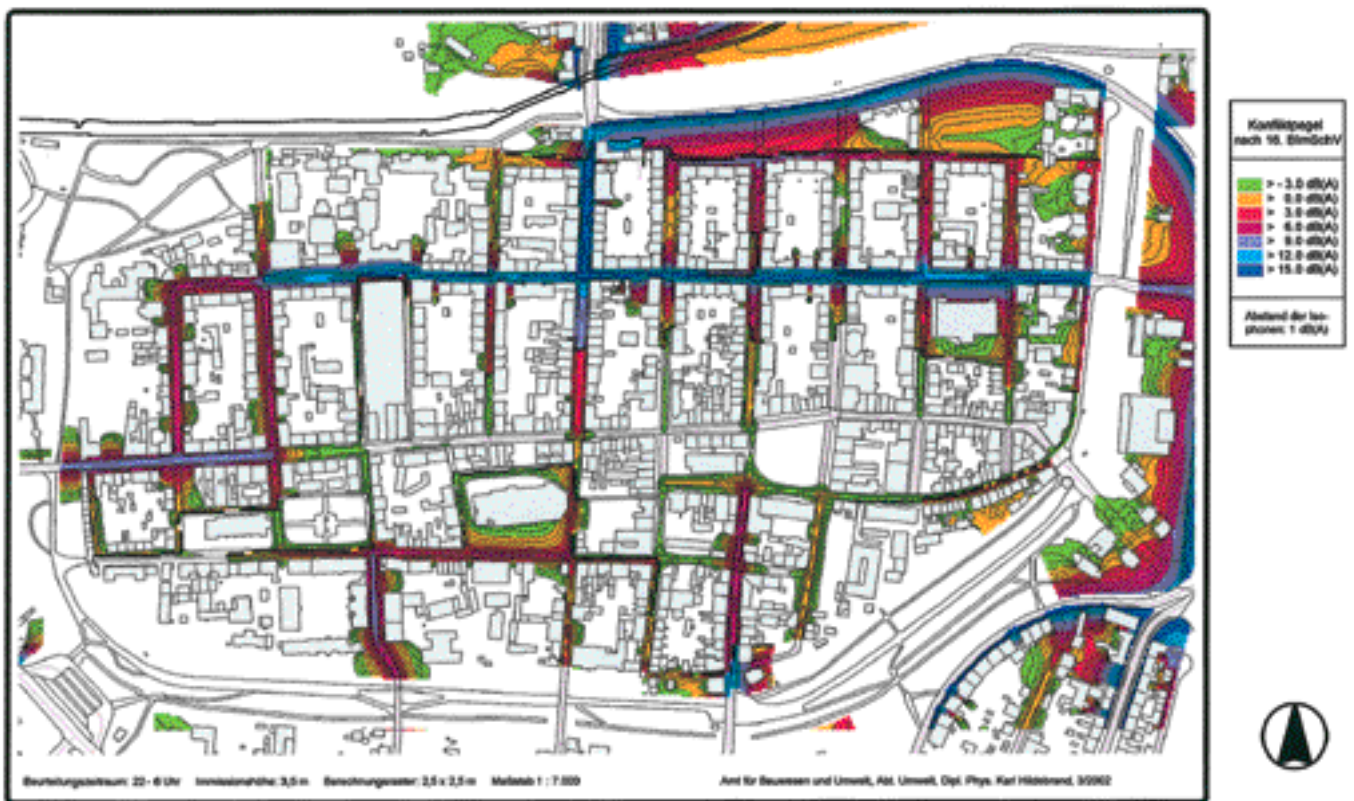 Konfliktpegel
nach 16. BImSchV
> - 3.0 dB(A)
> 0.0 dB(A)
> 3.0 dB(A)
> 6.0 dB(A)
> 9.0 dB(A)
> 12.0 dB(A)
> 15.0 dB(A)
Abstand der Iso-
phonen: 1 dB(A)
Beurteilungszeitraum: 22 - 6 Uhr Immissionshöhe: 3,5 m Berechnungsraster: 2,5 x 2,5 m Maßstab 1 : 7.000 Amt für Bauwesen und Umwelt, Abt. Umwelt, Dipl. Phys. Karl Hildebrand, 3/2002